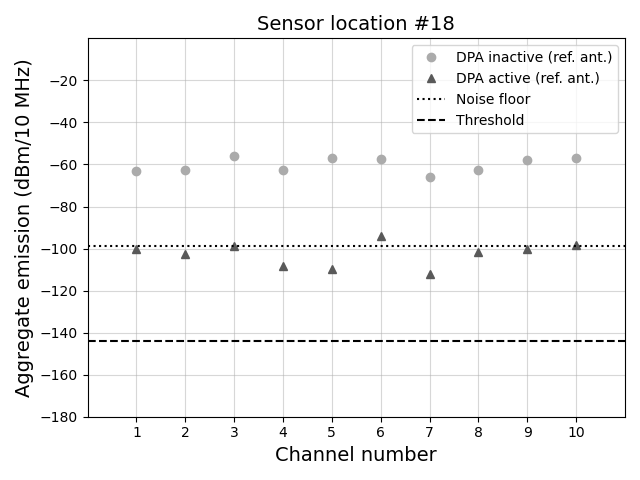 Sensor location #18
DPA inactive (ref. ant.)
DPA active (ref. ant.)
Noise floor
Threshold
Aggregate emission (dBm/10 MHz)
−20
−40
−60
−80
−100
−120
−140
−160
−180
1 2 3 4 5 6 7 8 9 10
Channel number